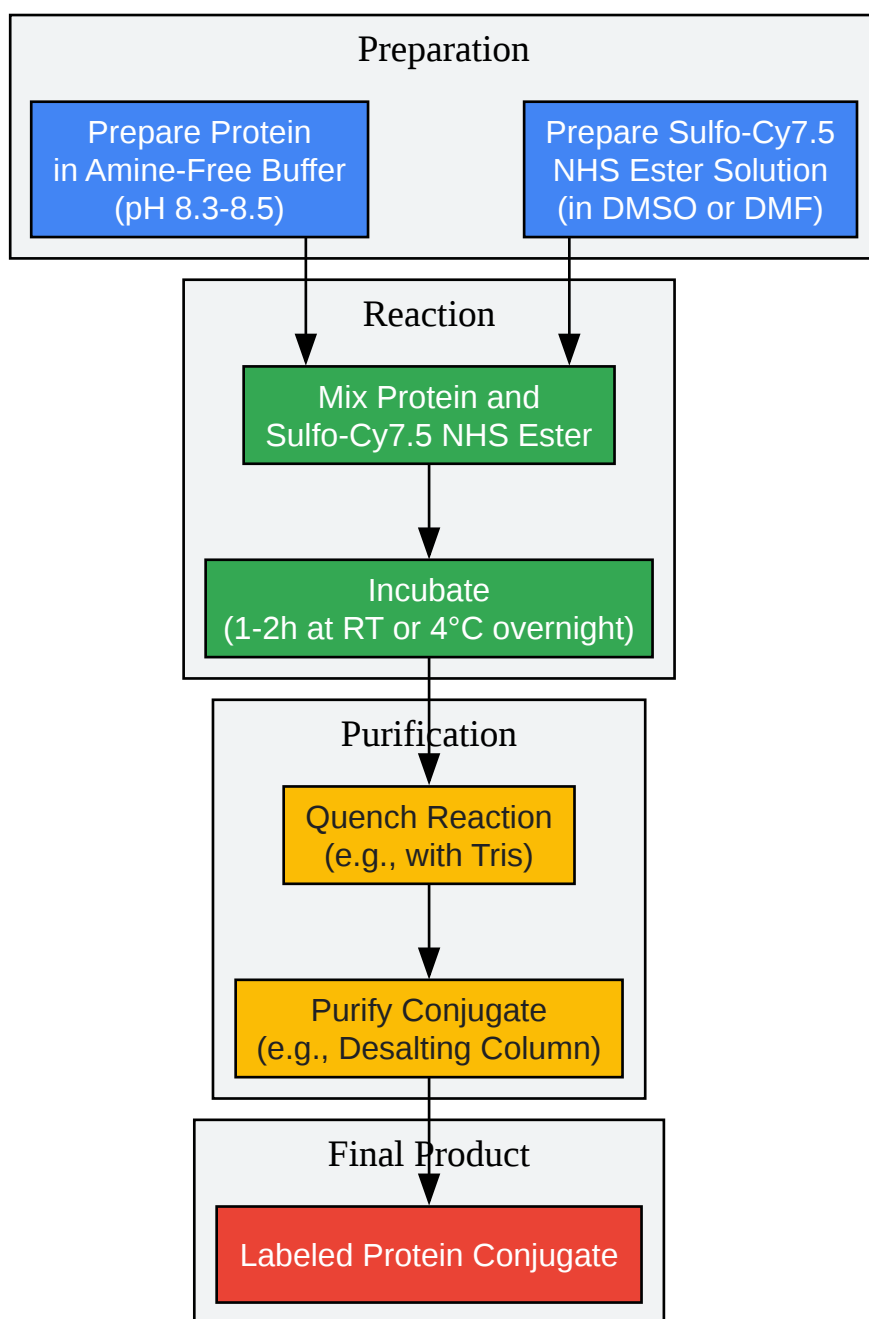 Preparation
Prepare Protein
in Amine-Free Buffer
(pH 8.3-8.5)
Prepare Sulfo-Cy7.5
NHS Ester Solution
(in DMSO or DMF)
Reaction
Mix Protein and
Sulfo-Cy7.5 NHS Ester
Incubate
(1-2h at RT or 4°C overnight)
Purification
Quench Reaction
(e.g., with Tris)
Purify Conjugate
(e.g., Desalting Column)
Final Product
Labeled Protein Conjugate